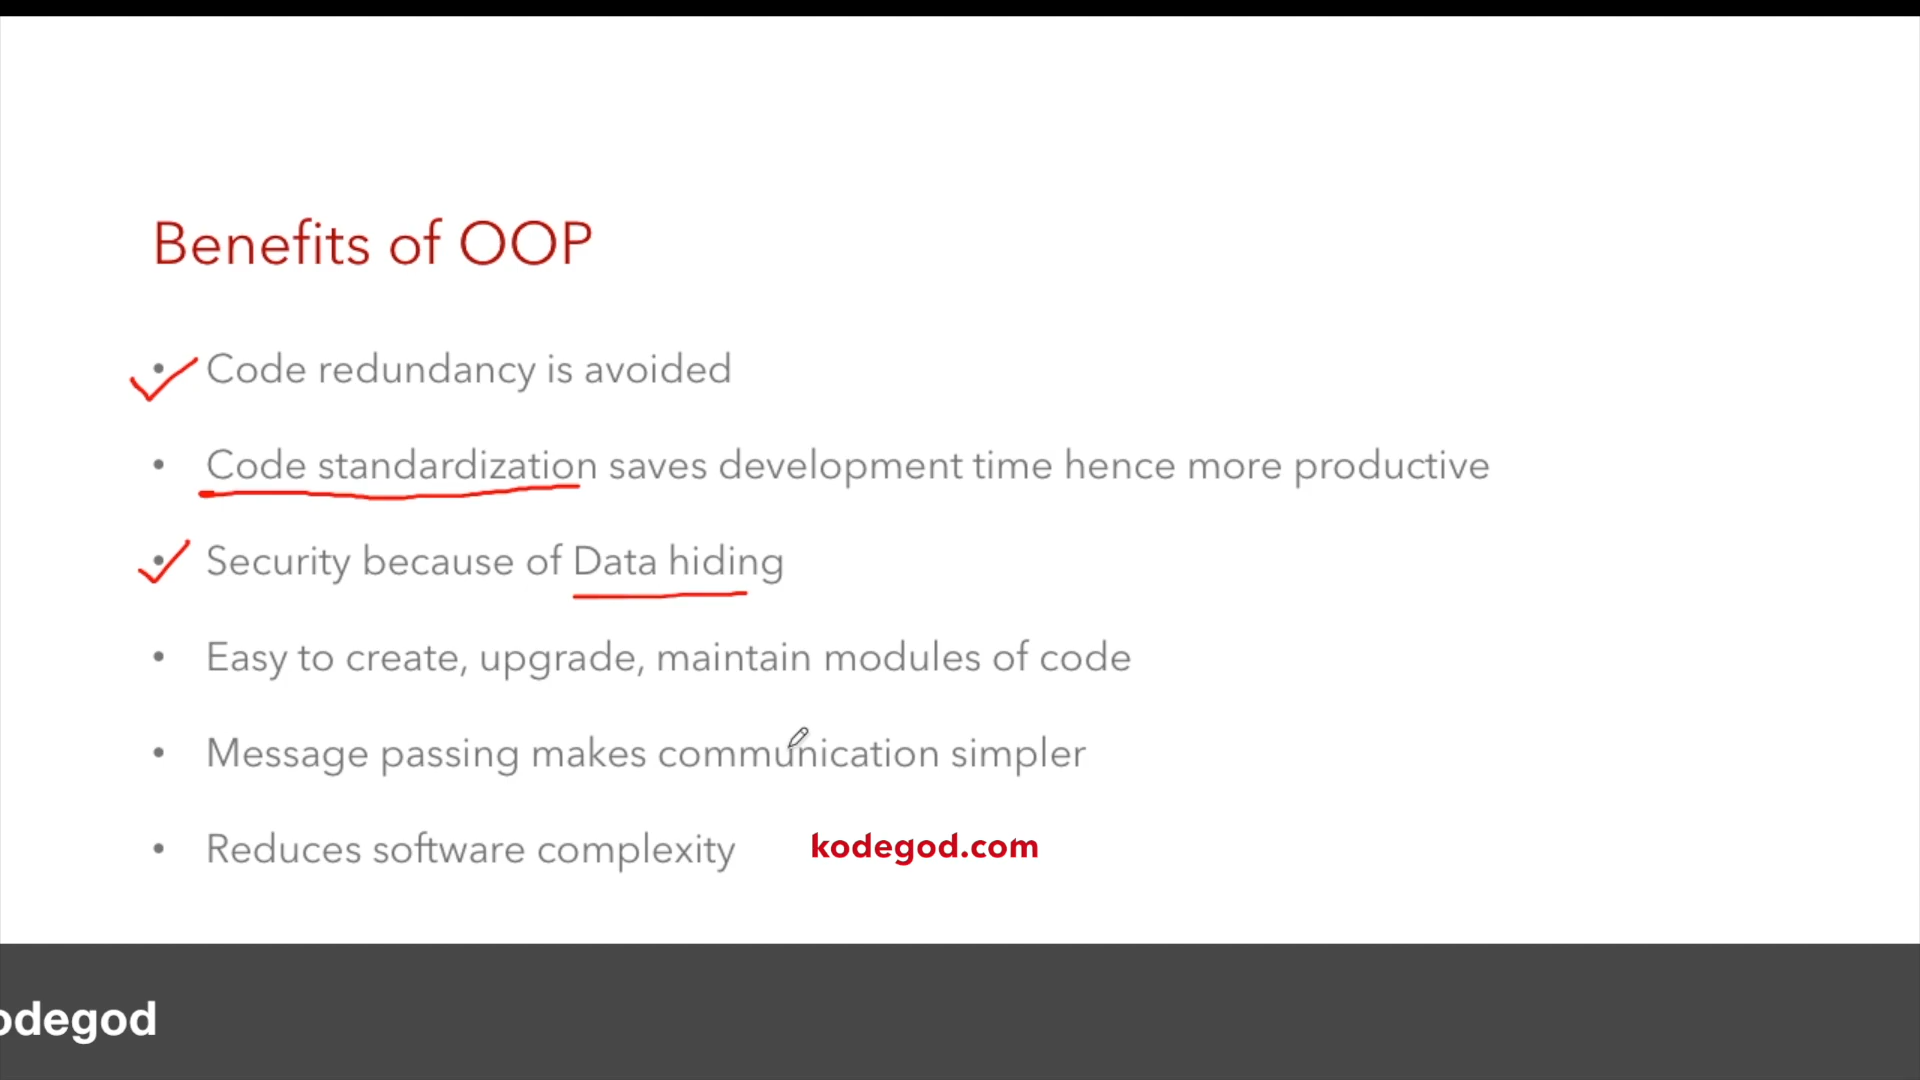 Benefits of OOP
• Code redundancy is avoided
• Code standardization saves development time hence more productive
• Security because of Data hiding
• Easy to create, upgrade, maintain modules of code
• Message passing makes communication simpler
• Reduces software complexity
kodegod.com
odegod